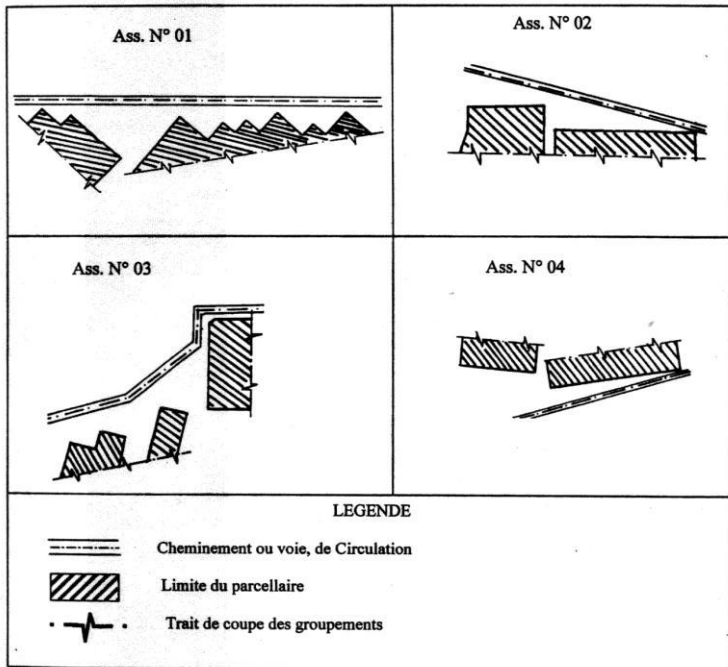 Ass. N° 01
Ass. N° 02
Ass. N° 03
Ass. N° 04
LEGENDE
Cheminement ou voie, de Circulation
Limite du parcellaire
Trait de coupe des groupements